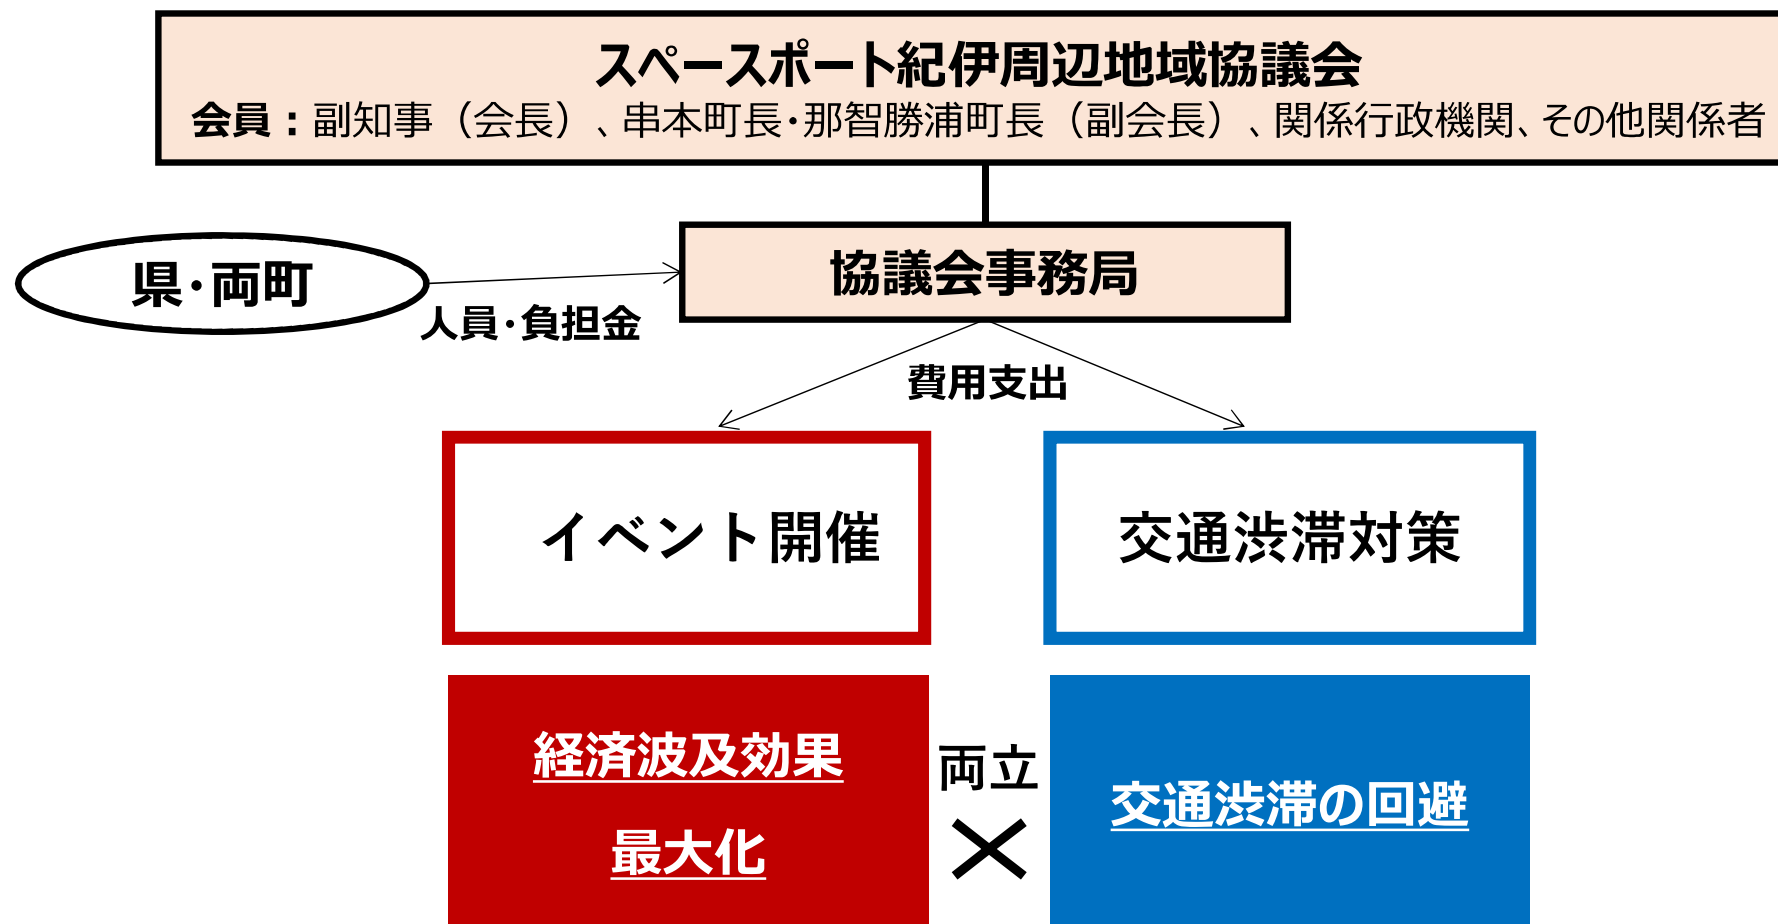 スペースポート紀伊周辺地域協議会
会員：副知事（会長）、串本町長・那智勝浦町長（副会長）、関係行政機関、その他関係者
県・両町
協議会事務局
人員・負担金
費用支出
イベント開催
交通渋滞対策
経済波及効果
最大化
両立
×
交通渋滞の回避